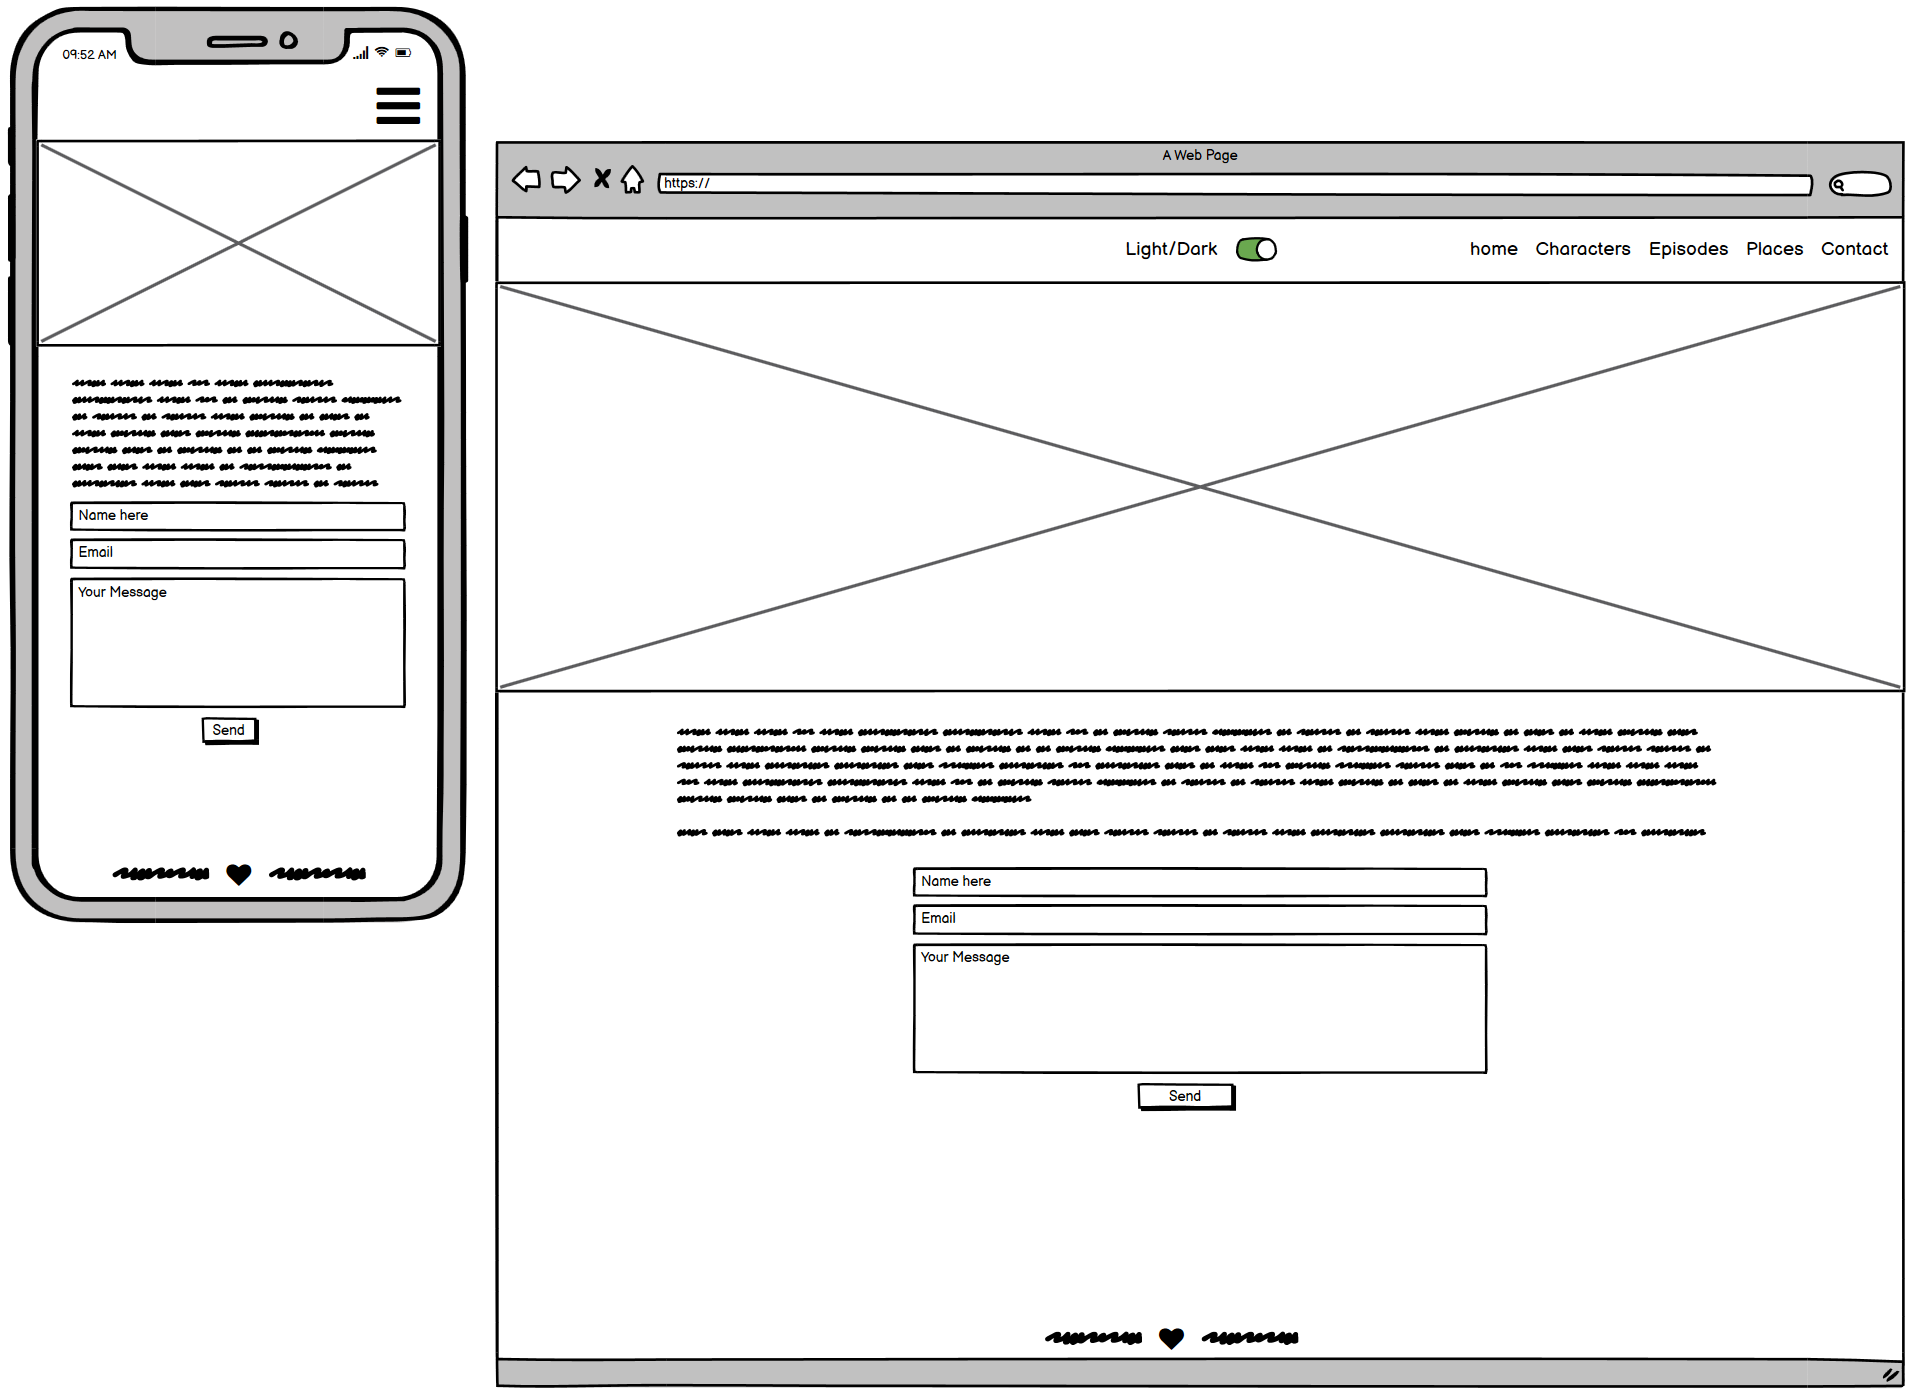 09:52 AM
Name here
Email
Your Message
Send
A Web Page
https://
Light/Dark home Characters Episodes Places Contact
Name here
Email
Your Message
Send